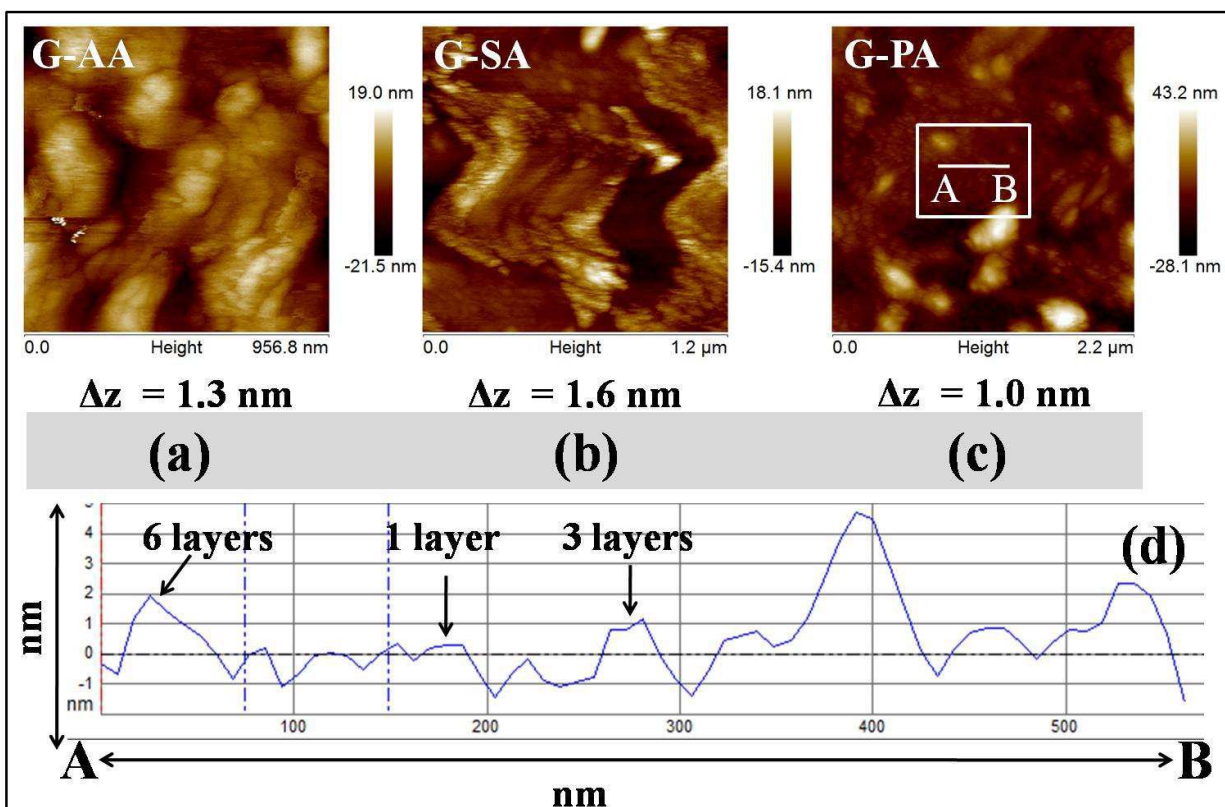 G-AA
19.0 nm
-21.5 nm
0.0 Height 956.8 nm
G-SA
18.1 nm
-15.4 nm
0.0 Height 1.2 µm
G-PA
A B
43.2 nm
-28.1 nm
0.0 Height 2.2 µm
Δz = 1.3 nm
Δz = 1.6 nm
Δz = 1.0 nm
(a)
(b)
(c)
(d)
6 layers
1 layer
3 layers
nm
5
4
3
2
1
0
-1
nm
100 200 300 400 500
A B
nm